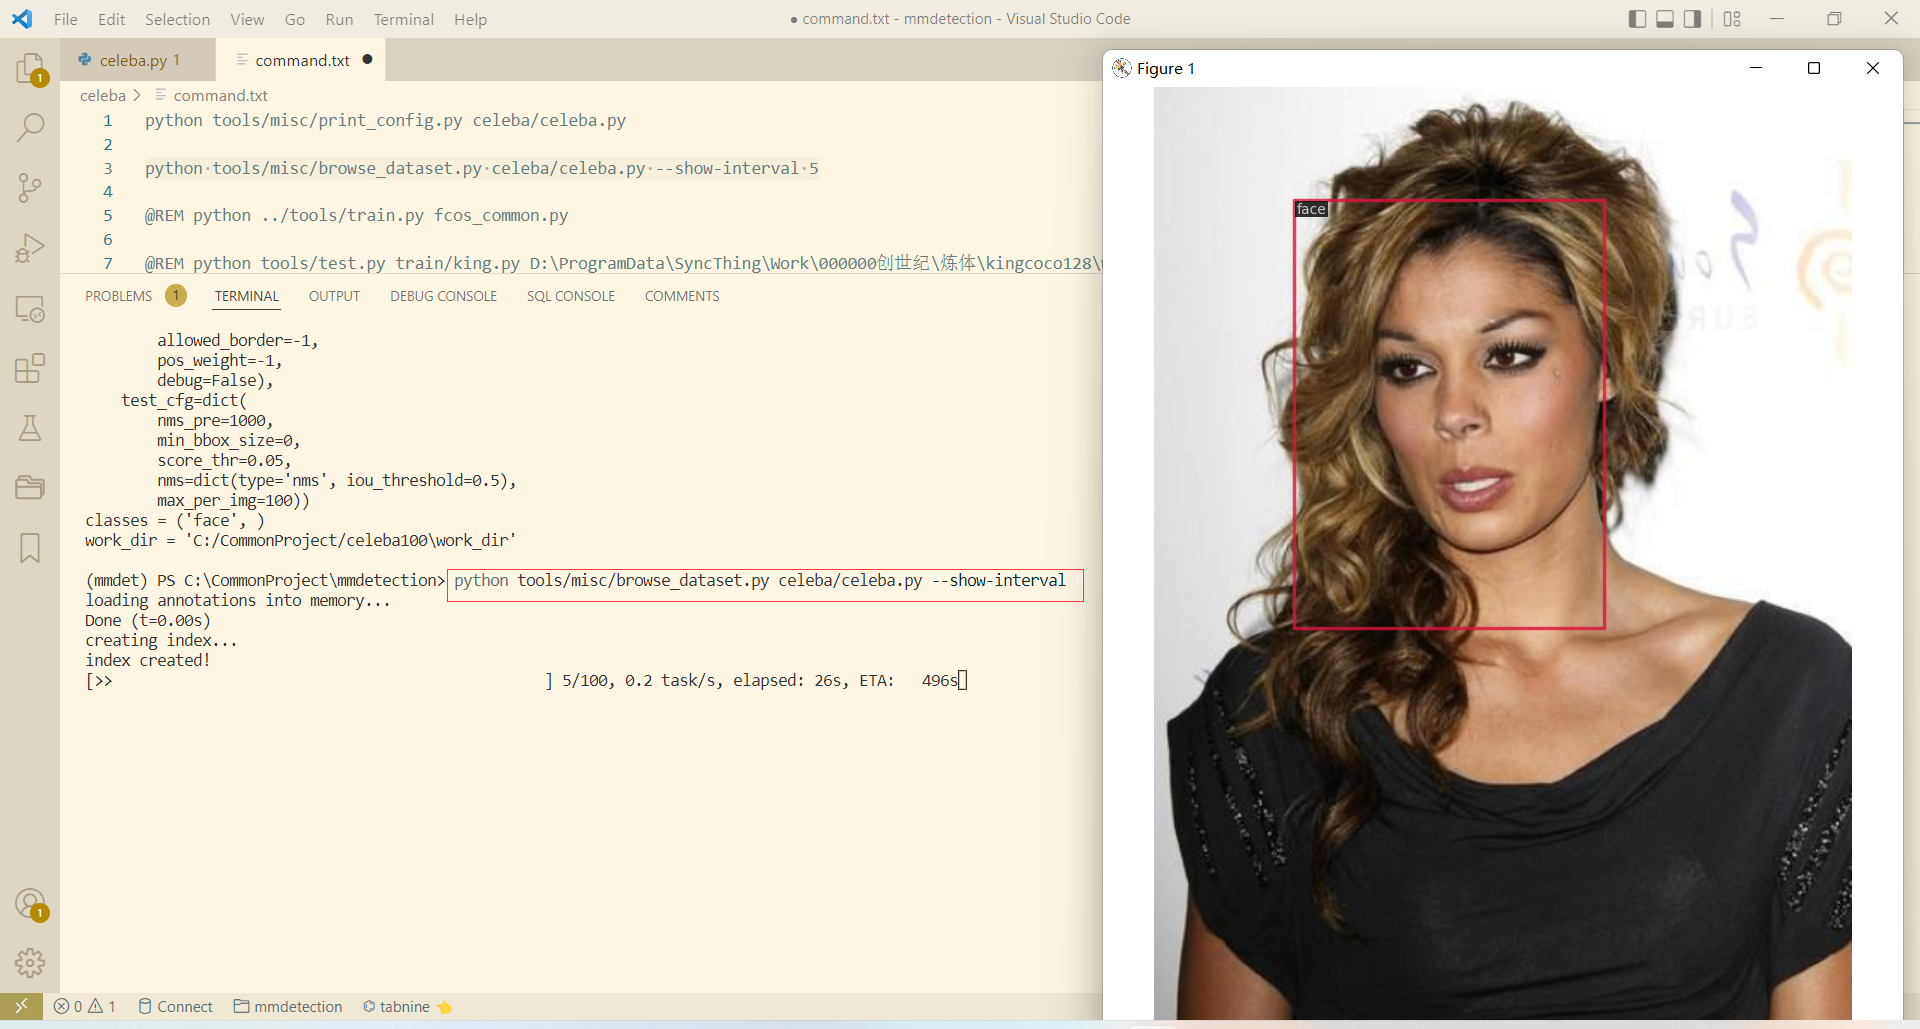 File Edit Selection View Go Run Terminal Help
● command.txt - mmdetection - Visual Studio Code
celeba.py 1
command.txt ●
celeba > command.txt
1 python tools/misc/print_config.py celeba/celeba.py
2
3 python·tools/misc/browse_dataset.py·celeba/celeba.py·--show-interval·5
4
5 @REM python ../tools/train.py fcos_common.py
6
7 @REM python tools/test.py train/king.py D:\ProgramData\SyncThing\Work\000000创世纪\炼体\kingcoco128\
PROBLEMS 1 TERMINAL OUTPUT DEBUG CONSOLE SQL CONSOLE COMMENTS
allowed_border=-1,
pos_weight=-1,
debug=False),
test_cfg=dict(
nms_pre=1000,
min_bbox_size=0,
score_thr=0.05,
nms=dict(type='nms', iou_threshold=0.5),
max_per_img=100))
classes = ('face', )
work_dir = 'C:/CommonProject/celeba100\work_dir'
(mmdet) PS C:\CommonProject\mmdetection> python tools/misc/browse_dataset.py celeba/celeba.py --show-interval
loading annotations into memory...
Done (t=0.00s)
creating index...
index created!
[>> ] 5/100, 0.2 task/s, elapsed: 26s, ETA: 496s
1
1
0 1 Connect mmdetection tabnine
Figure 1
face